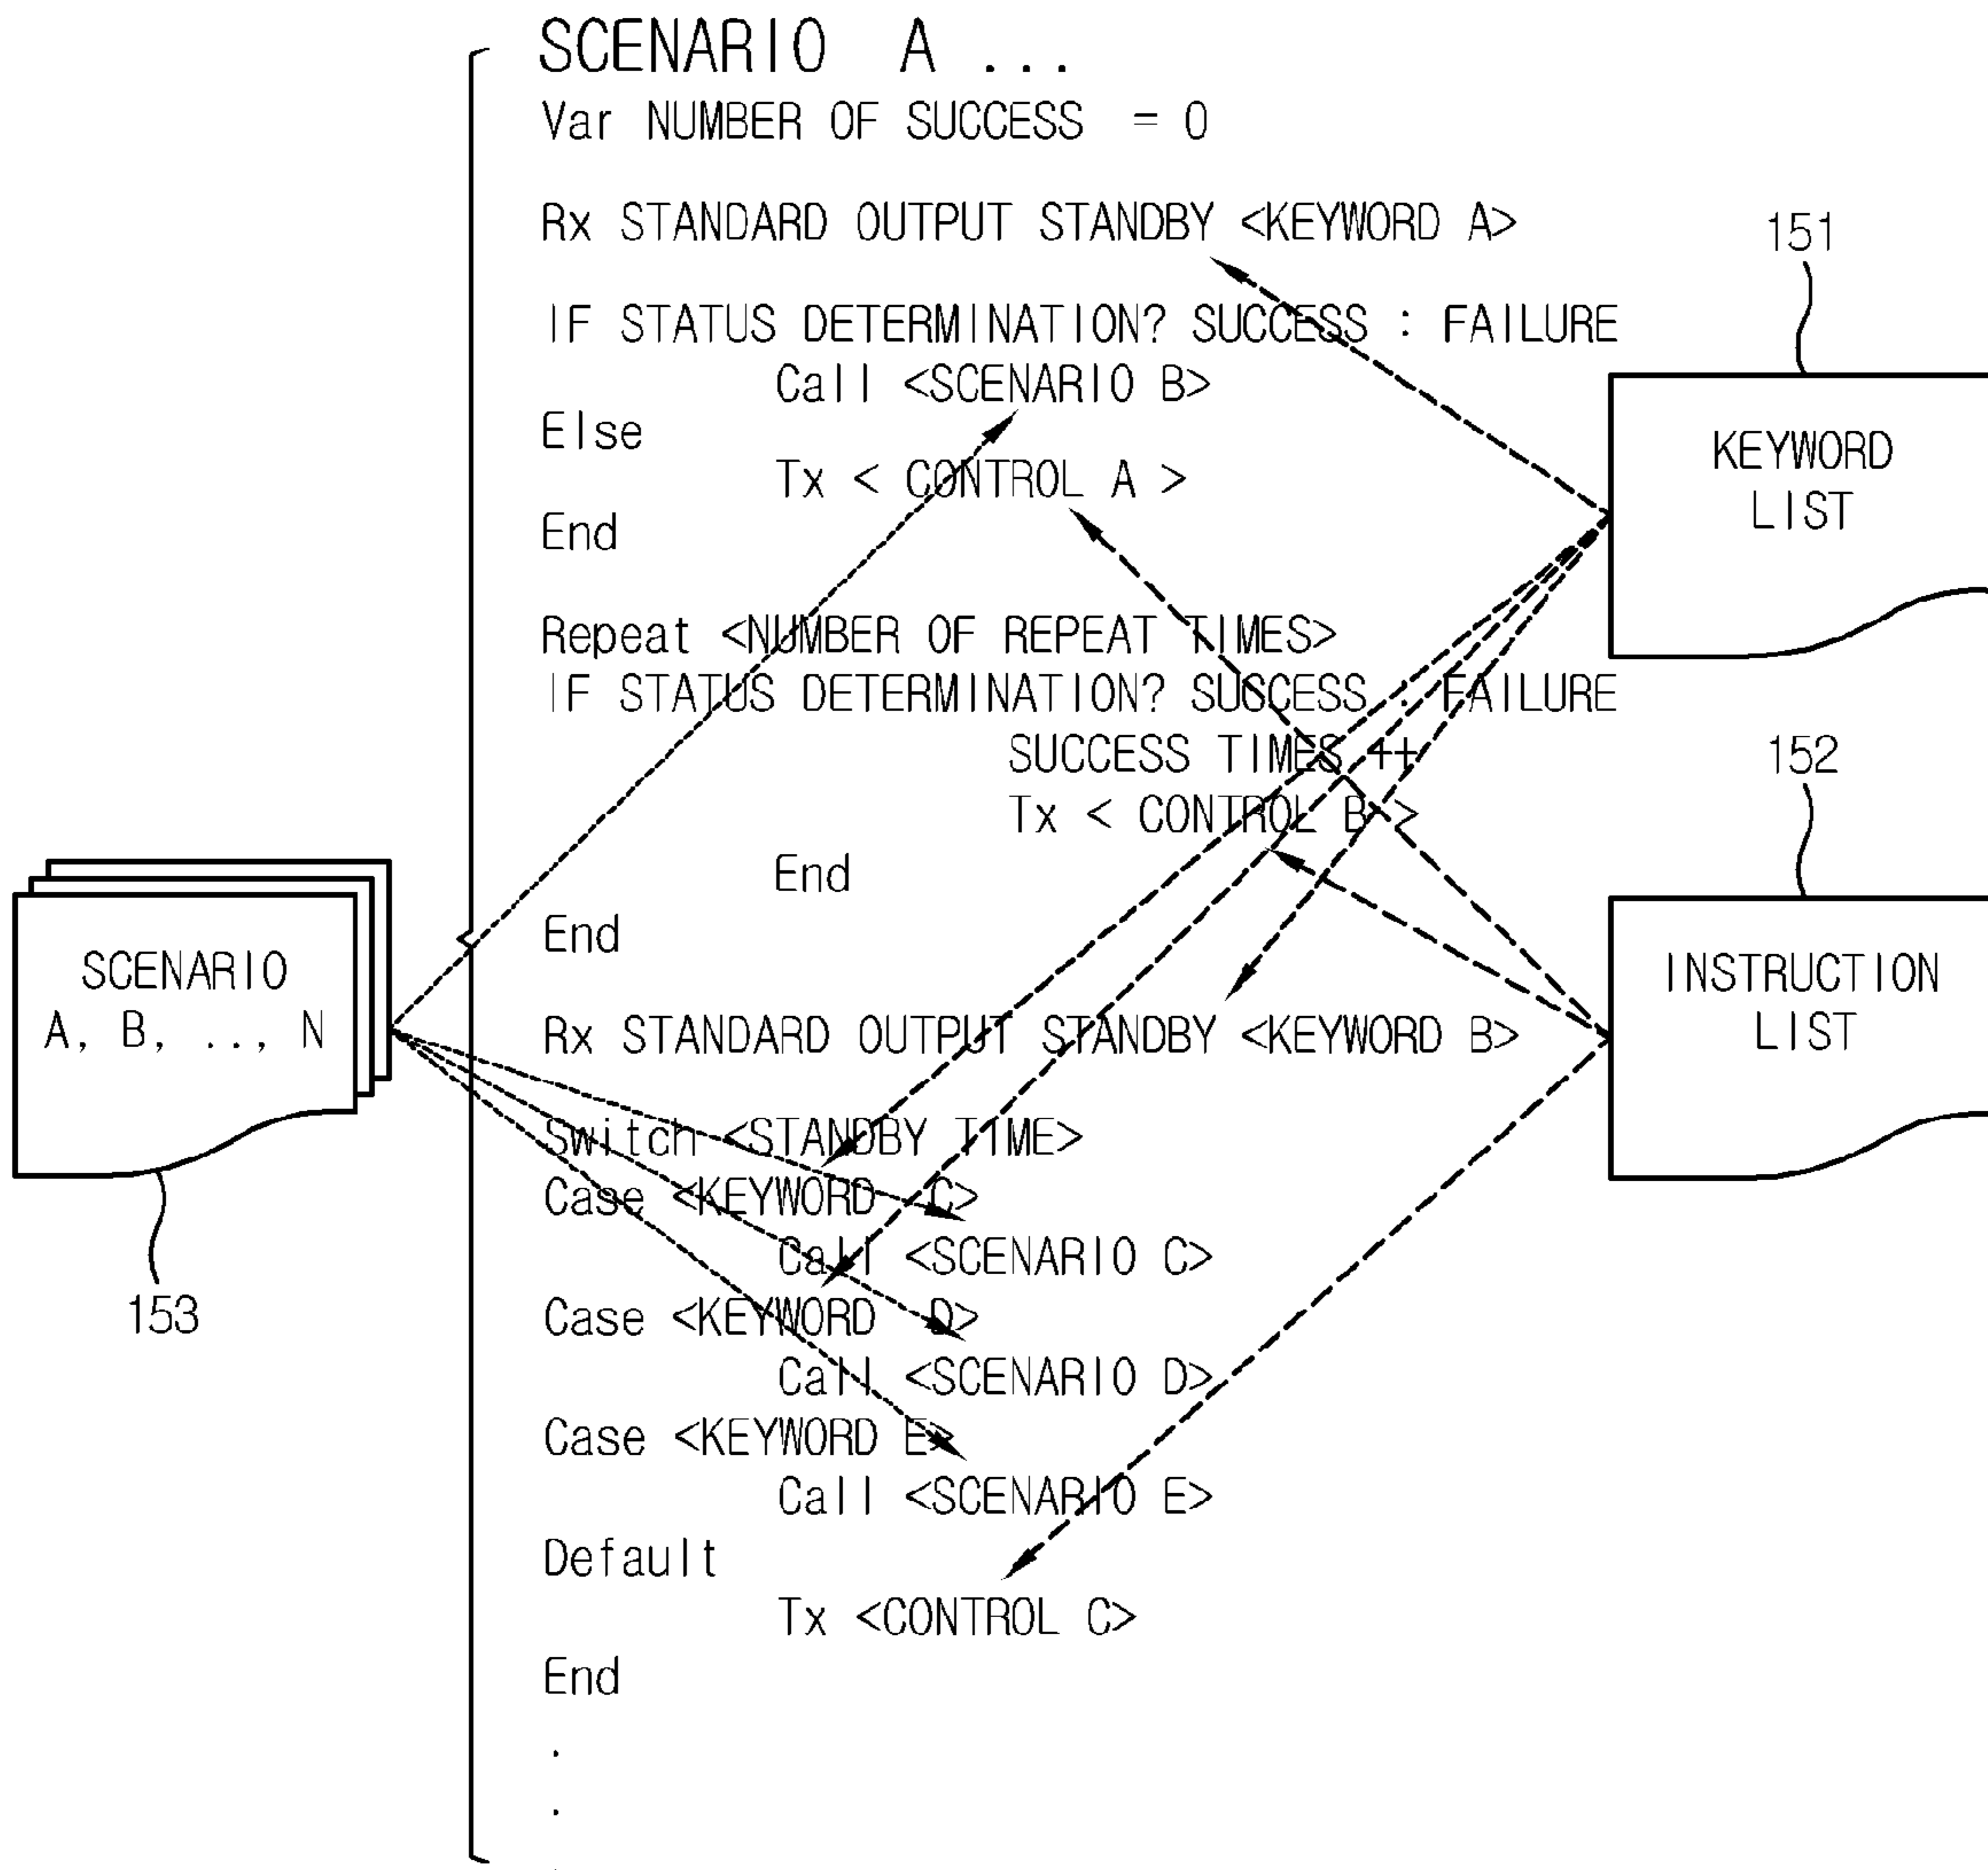 SCENARIO A ...
Var NUMBER OF SUCCESS = 0
Rx STANDARD OUTPUT STANDBY <KEYWORD A>
IF STATUS DETERMINATION? SUCCESS : FAILURE
Call <SCENARIO B>
Else
Tx < CONTROL A >
End
Repeat <NUMBER OF REPEAT TIMES>
IF STATUS DETERMINATION? SUCCESS : FAILURE
SUCCESS TIMES ++
Tx < CONTROL B >
End
End
Rx STANDARD OUTPUT STANDBY <KEYWORD B>
Switch <STANDBY TIME>
Case <KEYWORD C>
Call <SCENARIO C>
Case <KEYWORD D>
Call <SCENARIO D>
Case <KEYWORD E>
Call <SCENARIO E>
Default
Tx <CONTROL C>
End
.
.
.
151
KEYWORD
LIST
152
INSTRUCTION
LIST
SCENARIO
A, B, .., N
153